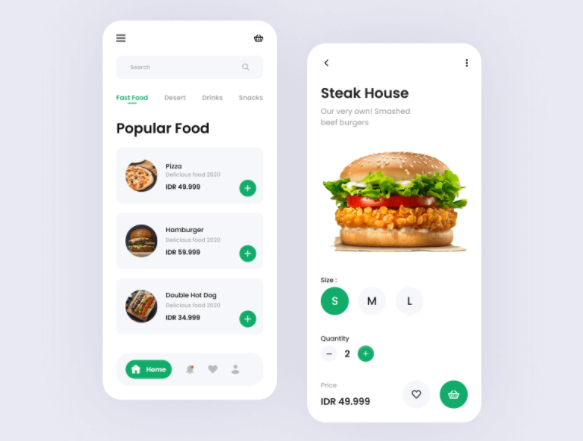 Search
Fast Food Desert Drinks Snacks
Popular Food
Pizza
Delicious food 2020
IDR 49.999
Hamburger
Delicious food 2020
IDR 59.999
Double Hot Dog
Delicious food 2020
IDR 34.999
Home
Steak House
Our very own! Smashed
beef burgers
Size :
S M L
Quantity
− 2 +
Price
IDR 49.999